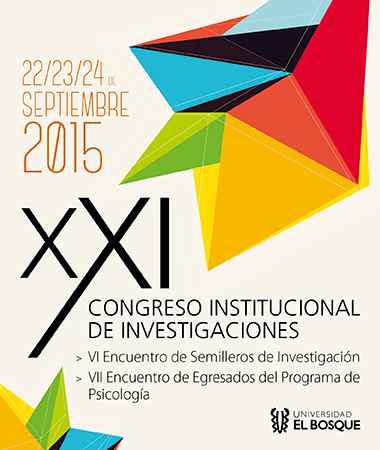 22/23/24 DE
SEPTIEMBRE
2015
XXI
CONGRESO INSTITUCIONAL
DE INVESTIGACIONES
> VI Encuentro de Semilleros de Investigación
> VII Encuentro de Egresados del Programa de
Psicología
UNIVERSIDAD
EL BOSQUE